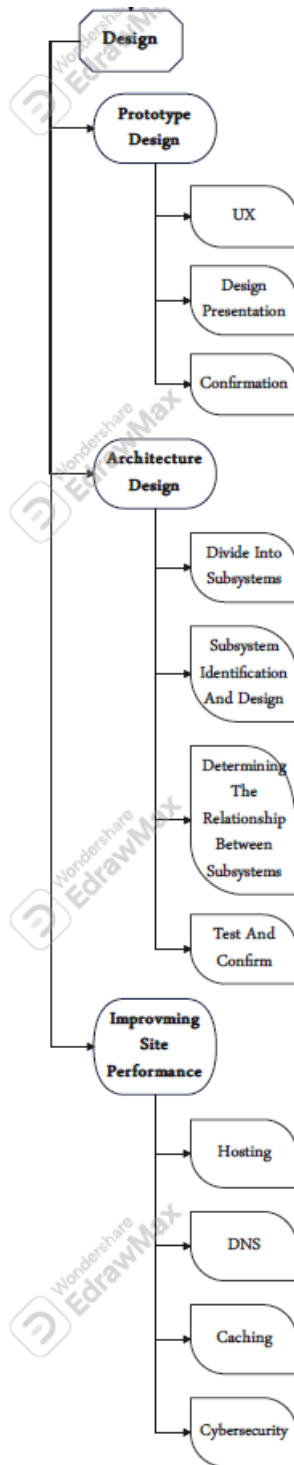 Design
Wondershare
EdrawMax
Prototype
Design
UX
Design
Presentation
Confirmation
Wondershare
EdrawMax
Architecture
Design
Divide Into
Subsystems
Subsystem
Identification
And Design
Determining
The
Relationship
Between
Subsystems
Wondershare
EdrawMax
Test And
Confirm
Improvming
Site
Performance
Hosting
DNS
Wondershare
EdrawMax
Caching
Cybersecurity